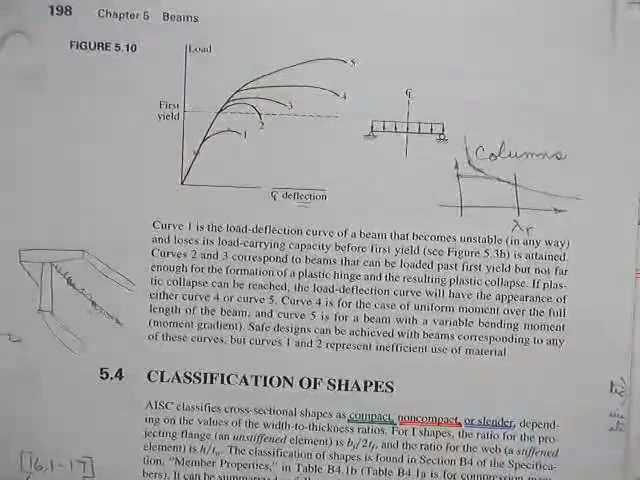 198 Chapter 5 Beams
FIGURE 5.10
Load
First
yield
1
2
3
4
5
℄ deflection
℄
Columns
λr
Curve 1 is the load-deflection curve of a beam that becomes unstable (in any way)
and loses its load-carrying capacity before first yield (see Figure 5.3b) is attained.
Curves 2 and 3 correspond to beams that can be loaded past first yield but not far
enough for the formation of a plastic hinge and the resulting plastic collapse. If plas-
tic collapse can be reached, the load-deflection curve will have the appearance of
either curve 4 or curve 5. Curve 4 is for the case of uniform moment over the full
length of the beam, and curve 5 is for a beam with a variable bending moment
(moment gradient). Safe designs can be achieved with beams corresponding to any
of these curves, but curves 1 and 2 represent inefficient use of material
5.4 CLASSIFICATION OF SHAPES
AISC classifies cross-sectional shapes as compact, noncompact, or slender, depend-
ing on the values of the width-to-thickness ratios. For I shapes, the ratio for the pro-
jecting flange (an unstiffened element) is bf/2tf, and the ratio for the web (a stiffened
element) is h/tw. The classification of shapes is found in Section B4 of the Specifica-
tion, "Member Properties," in Table B4.1b (Table B4.1a is for compression mem-
bers). It can be
[16.1-17]